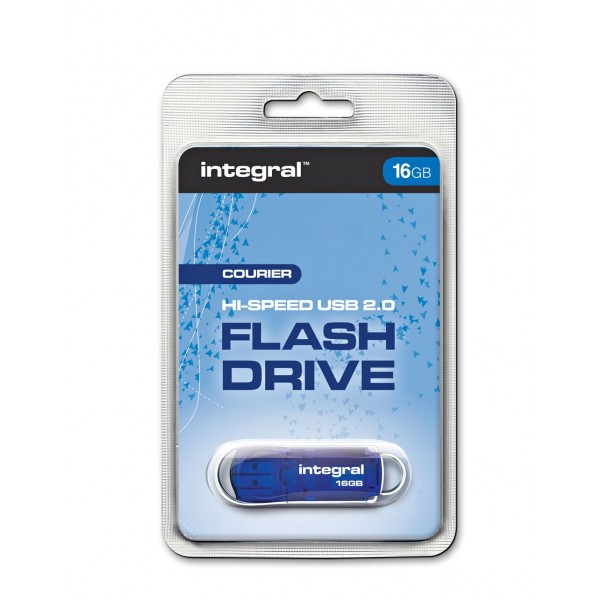 integral™
16GB
COURIER
HI-SPEED USB 2.0
FLASH
DRIVE
integral
16GB